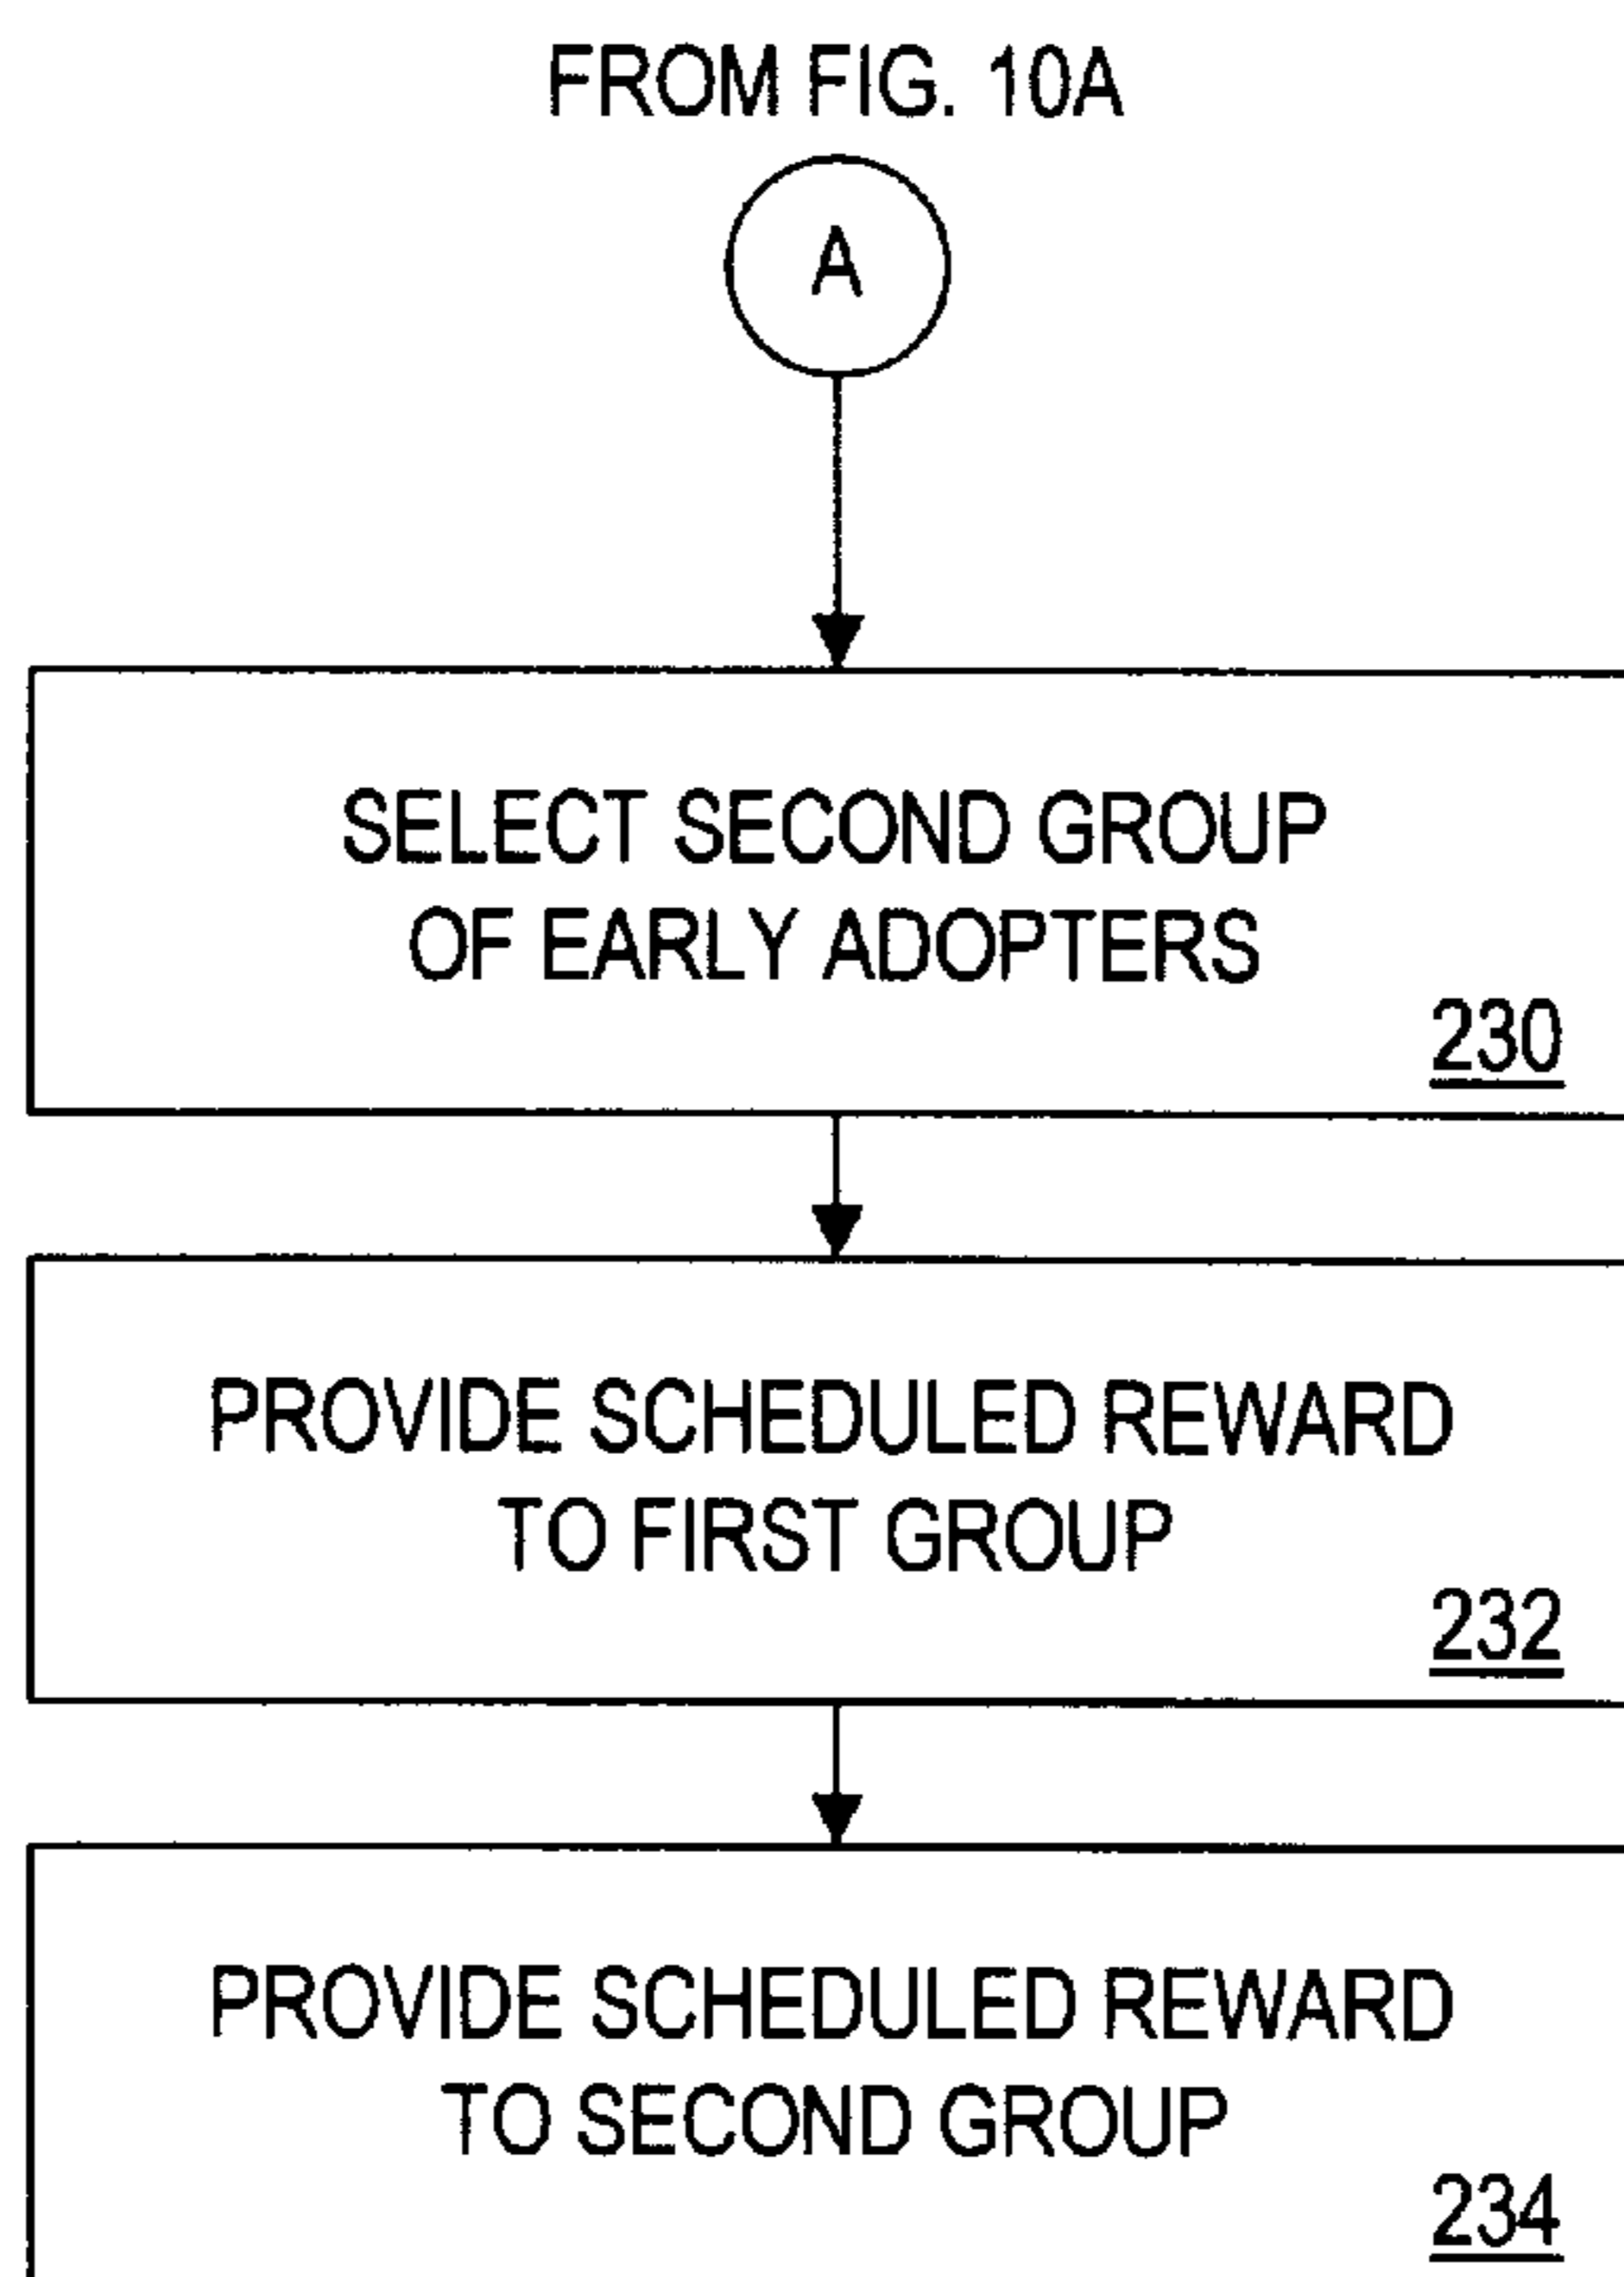 FROM FIG. 10A
A
SELECT SECOND GROUP
OF EARLY ADOPTERS
230
PROVIDE SCHEDULED REWARD
TO FIRST GROUP
232
PROVIDE SCHEDULED REWARD
TO SECOND GROUP
234